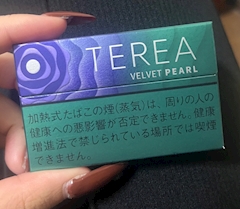 TEREA
VELVET PEARL
加熱式たばこの煙(蒸気)は、周りの人の
健康への悪影響が否定できません。健康
増進法で禁じられている場所では喫煙
できません。